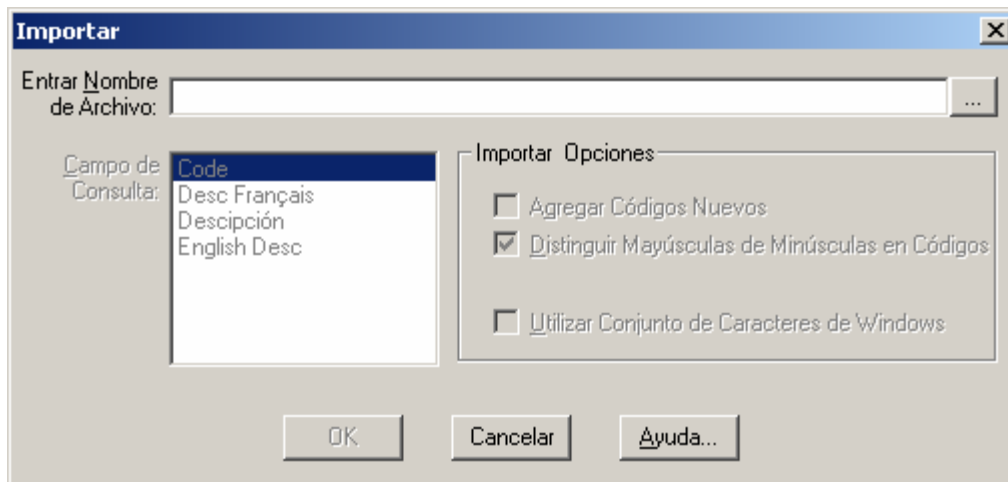 Importar
Entrar Nombre
de Archivo:
...
Campo de
Consulta:
Code
Desc Français
Descipción
English Desc
Importar Opciones
Agregar Códigos Nuevos
Distinguir Mayúsculas de Minúsculas en Códigos
Utilizar Conjunto de Caracteres de Windows
OK
Cancelar
Ayuda...